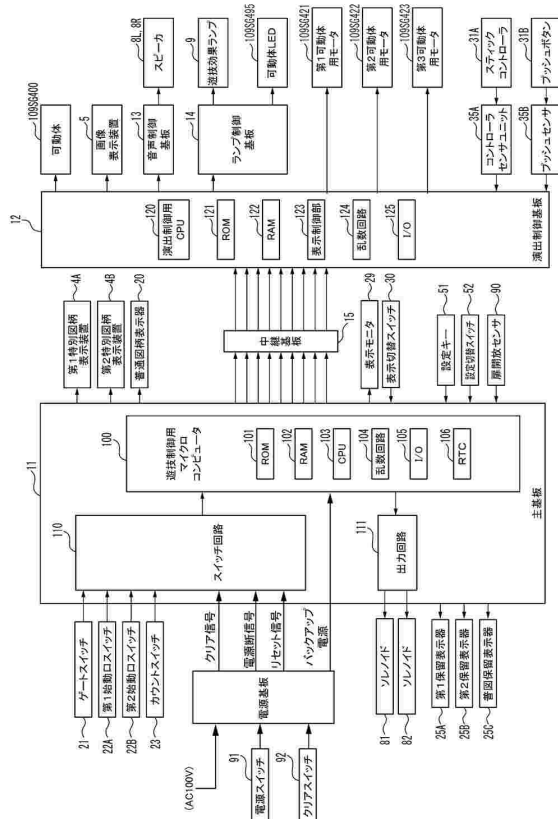 109SG400
可動体
5
画像
表示装置
13
音声制御
基板
8L, 8R
スピーカ
14
ランプ制御
基板
9
遊技効果ランプ
109SG495
可動体LED
109SG421
第1可動体
用モータ
109SG422
第2可動体
用モータ
109SG423
第3可動体
用モータ
35A
コントローラ
センサユニット
31A
スティック
コントローラ
35B
プッシュセンサ
31B
プッシュボタン
12
120
演出制御用
CPU
121
ROM
122
RAM
123
表示制御部
124
乱数回路
125
I/O
演出制御基板
4A
第1特別図柄
表示装置
4B
第2特別図柄
表示装置
20
普通図柄表示器
中継
基板
15
29
表示モニタ
30
表示切替スイッチ
51
設定キー
52
設定切替スイッチ
90
扉開放センサ
11
100
遊技制御用
マイクロ
コンピュータ
101
ROM
102
RAM
103
CPU
104
乱数回路
105
I/O
106
RTC
110
スイッチ回路
111
出力回路
主基板
クリア信号
電源断信号
リセット信号
バックアップ
電源
21
ゲートスイッチ
22A
第1始動口スイッチ
22B
第2始動口スイッチ
23
カウントスイッチ
電源基板
(AC100V)
91
電源スイッチ
92
クリアスイッチ
81
ソレノイド
82
ソレノイド
25A
第1保留表示器
25B
第2保留表示器
25C
普図保留表示器